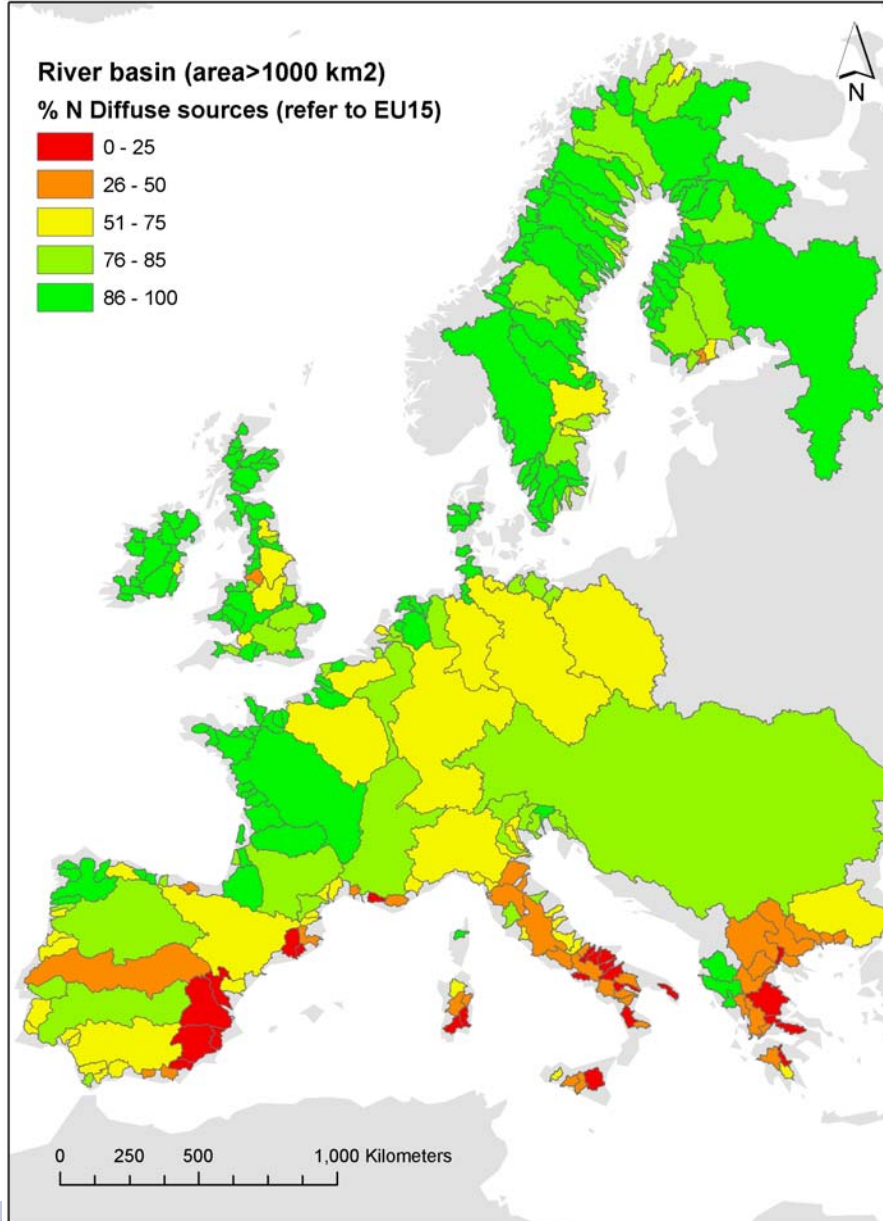 River basin (area>1000 km2)
% N Diffuse sources (refer to EU15)
0 - 25
26 - 50
51 - 75
76 - 85
86 - 100
N
0 250 500 1,000 Kilometers